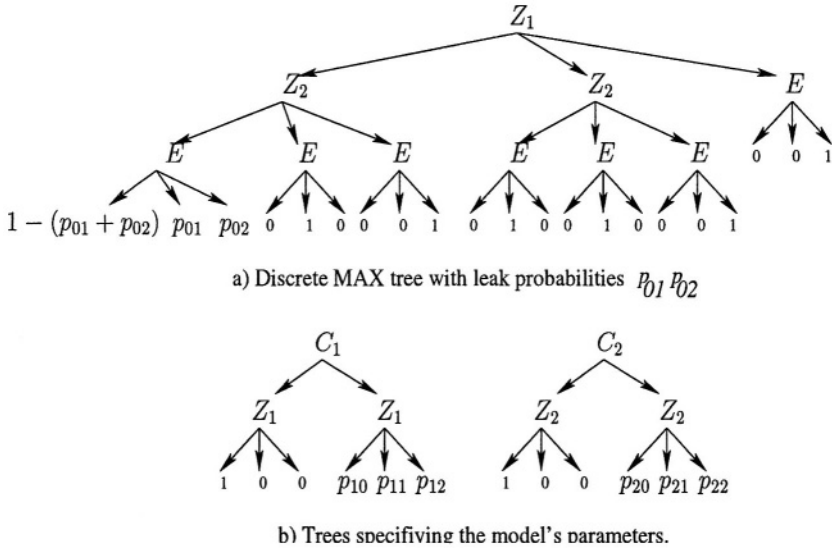 Z₁
Z₂ Z₂ E
E E E E E E 0 0 1
1 − (p₀₁ + p₀₂) p₀₁ p₀₂ 0 1 0 0 0 1 0 1 0 0 1 0 0 0 1
a) Discrete MAX tree with leak probabilities p₀₁ p₀₂
C₁ C₂
Z₁ Z₁ Z₂ Z₂
1 0 0 p₁₀ p₁₁ p₁₂ 1 0 0 p₂₀ p₂₁ p₂₂
b) Trees specifiying the model's parameters.